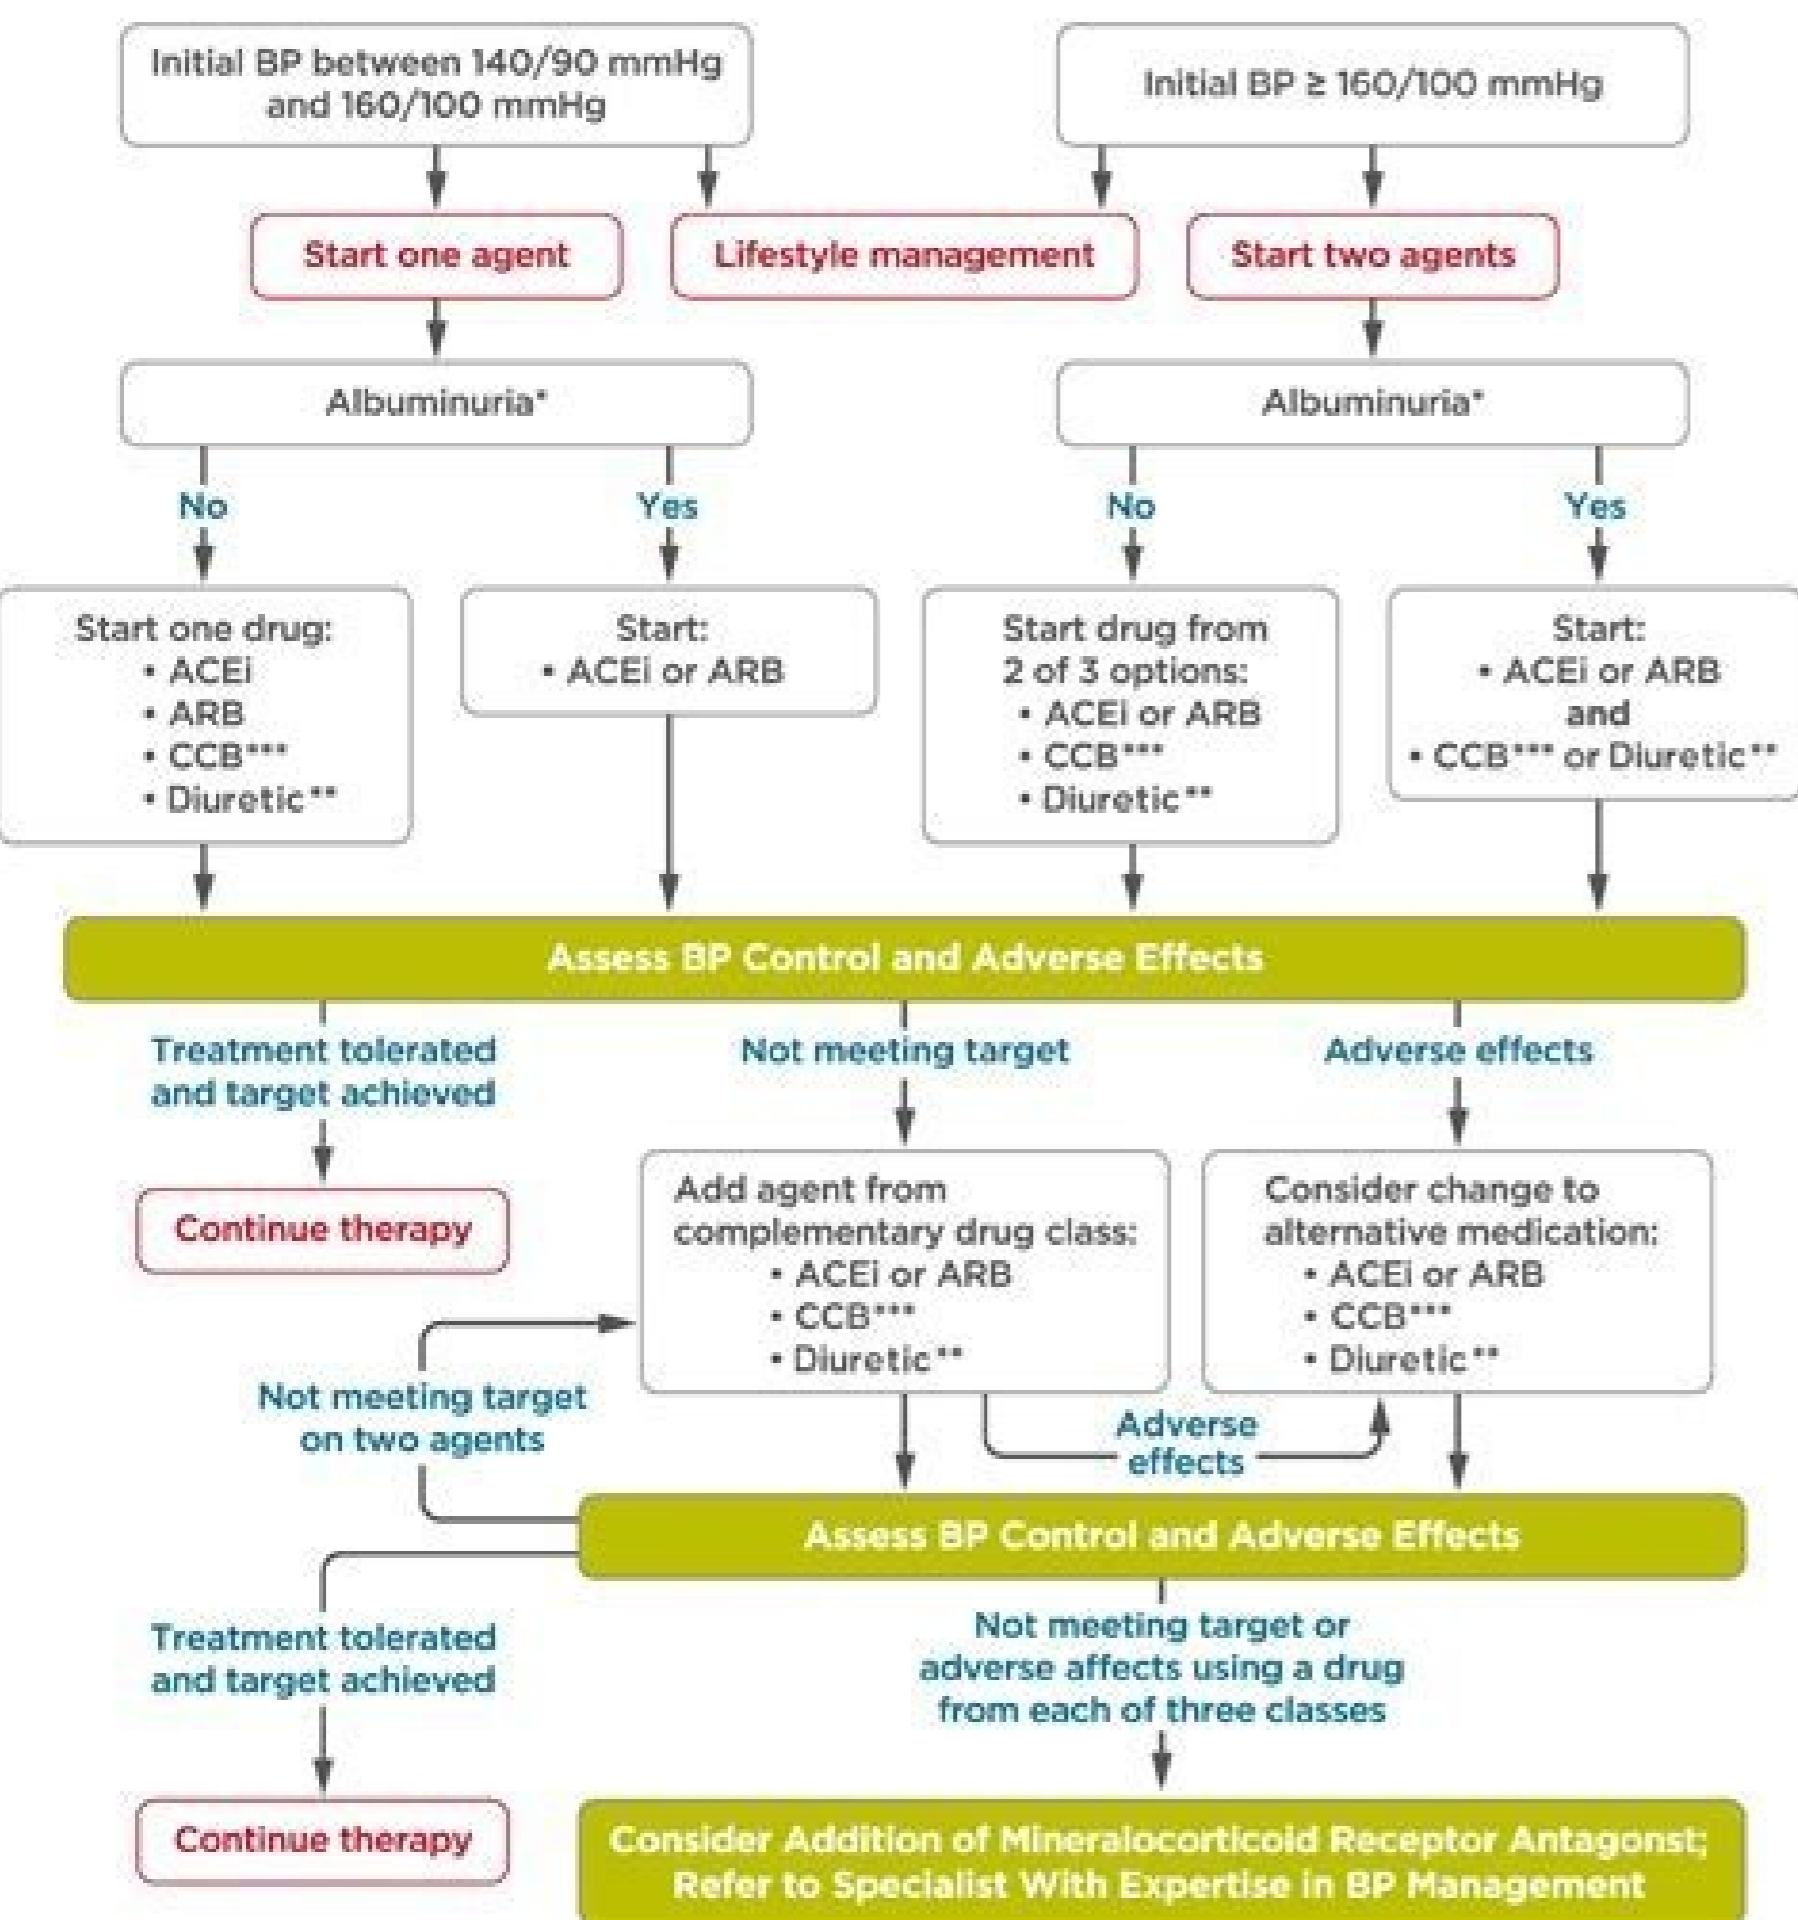 Initial BP between 140/90 mmHg
and 160/100 mmHg
Initial BP ≥ 160/100 mmHg
Start one agent
Lifestyle management
Start two agents
Albuminuria*
Albuminuria*
No
Yes
No
Yes
Start one drug:
• ACEi
• ARB
• CCB***
• Diuretic**
Start:
• ACEi or ARB
Start drug from
2 of 3 options:
• ACEi or ARB
• CCB***
• Diuretic**
Start:
• ACEi or ARB
and
• CCB*** or Diuretic**
Assess BP Control and Adverse Effects
Treatment tolerated
and target achieved
Not meeting target
Adverse effects
Continue therapy
Add agent from
complementary drug class:
• ACEi or ARB
• CCB***
• Diuretic**
Consider change to
alternative medication:
• ACEi or ARB
• CCB***
• Diuretic**
Not meeting target
on two agents
Adverse
effects
Assess BP Control and Adverse Effects
Treatment tolerated
and target achieved
Not meeting target or
adverse affects using a drug
from each of three classes
Continue therapy
Consider Addition of Mineralocorticoid Receptor Antagonst;
Refer to Specialist With Expertise in BP Management